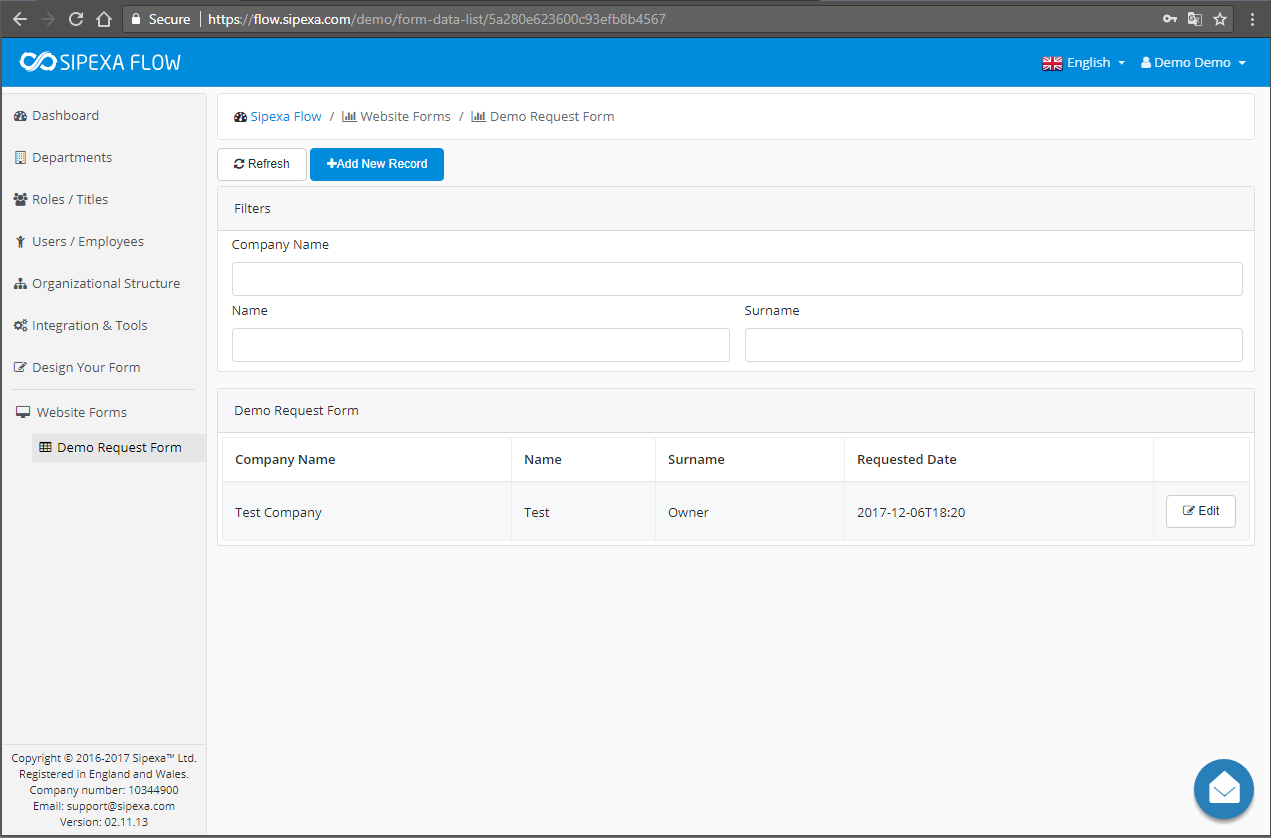 Secure https://flow.sipexa.com/demo/form-data-list/5a280e623600c93efb8b4567
SIPEXA FLOW
English
Demo Demo
Dashboard
Departments
Roles / Titles
Users / Employees
Organizational Structure
Integration & Tools
Design Your Form
Website Forms
Demo Request Form
Copyright © 2016-2017 Sipexa™ Ltd.
Registered in England and Wales.
Company number: 10344900
Email: support@sipexa.com
Version: 02.11.13
Sipexa Flow / Website Forms / Demo Request Form
Refresh
Add New Record
Filters
Company Name
Name Surname
Demo Request Form
Company Name Name Surname Requested Date
Test Company Test Owner 2017-12-06T18:20 Edit